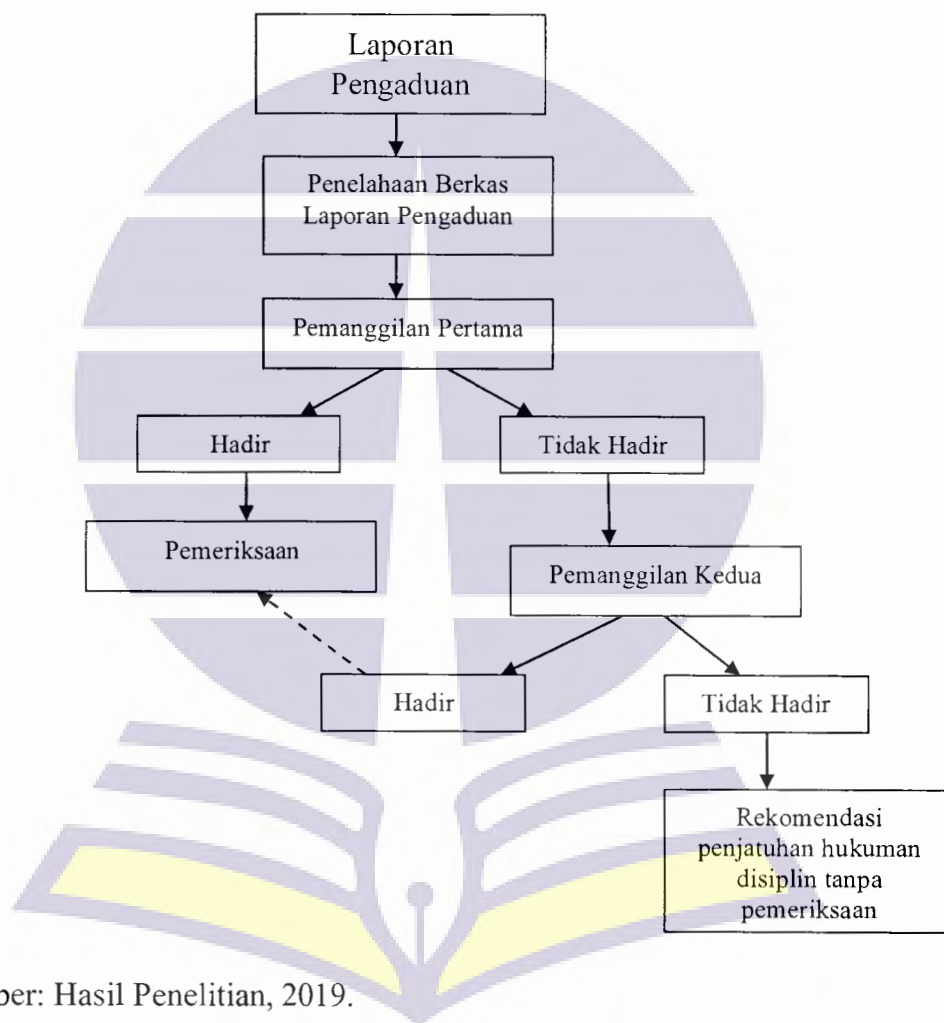 Laporan
Pengaduan
Penelahaan Berkas
Laporan Pengaduan
Pemanggilan Pertama
Hadir
Tidak Hadir
Pemeriksaan
Pemanggilan Kedua
Hadir
Tidak Hadir
Rekomendasi
penjatuhan hukuman
disiplin tanpa
pemeriksaan
ber: Hasil Penelitian, 2019.